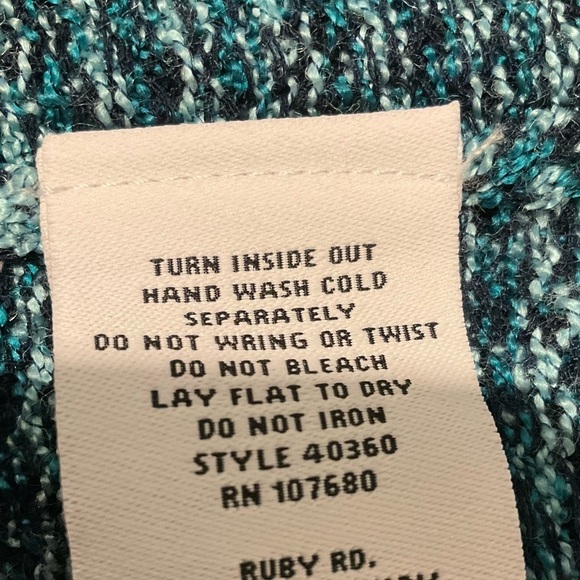 TURN INSIDE OUT
HAND WASH COLD
SEPARATELY
DO NOT WRING OR TWIST
DO NOT BLEACH
LAY FLAT TO DRY
DO NOT IRON
STYLE 40360
RN 107680
RUBY RD.